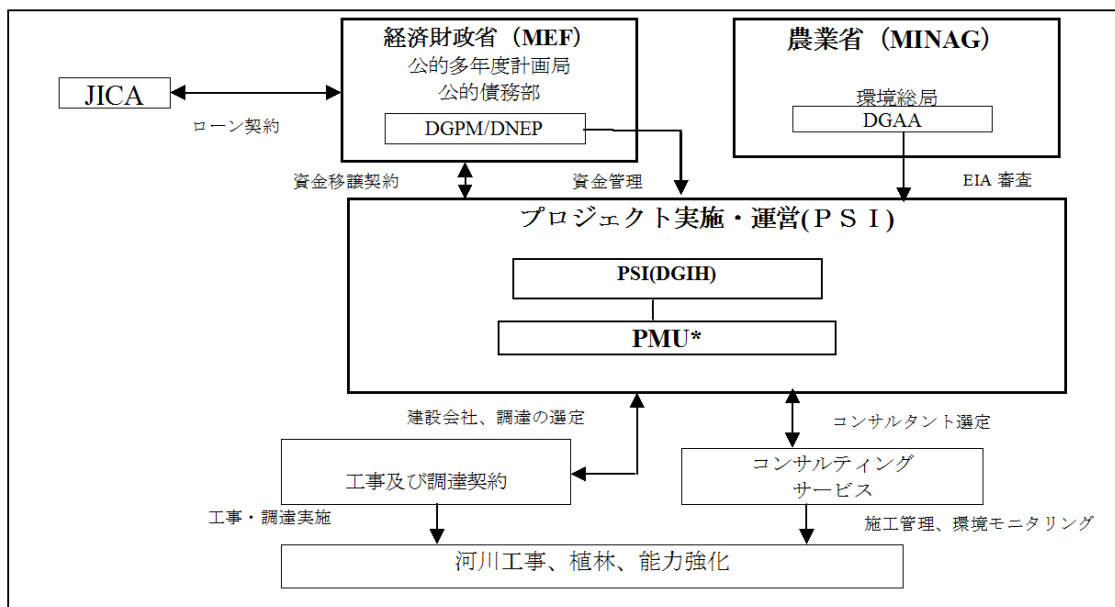 経済財政省（MEF）
公的多年度計画局
公的債務部
DGPM/DNEP
農業省（MINAG）
環境総局
DGAA
JICA
ローン契約
資金移譲契約
資金管理
EIA 審査
プロジェクト実施・運営(ＰＳＩ)
PSI(DGIH)
PMU*
建設会社、調達の選定
コンサルタント選定
工事及び調達契約
コンサルティング
サービス
工事・調達実施
施工管理、環境モニタリング
河川工事、植林、能力強化